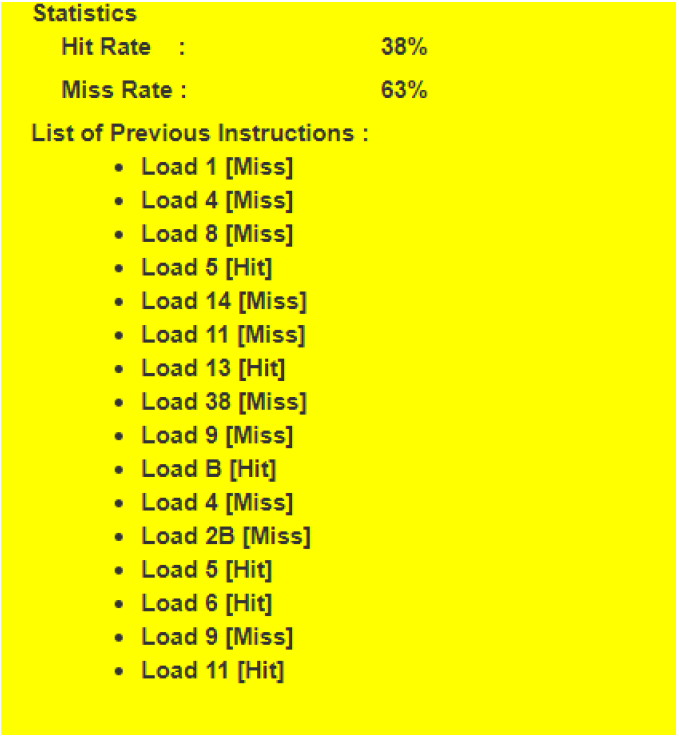 Statistics
Hit Rate : 38%
Miss Rate : 63%
List of Previous Instructions :
• Load 1 [Miss]
• Load 4 [Miss]
• Load 8 [Miss]
• Load 5 [Hit]
• Load 14 [Miss]
• Load 11 [Miss]
• Load 13 [Hit]
• Load 38 [Miss]
• Load 9 [Miss]
• Load B [Hit]
• Load 4 [Miss]
• Load 2B [Miss]
• Load 5 [Hit]
• Load 6 [Hit]
• Load 9 [Miss]
• Load 11 [Hit]